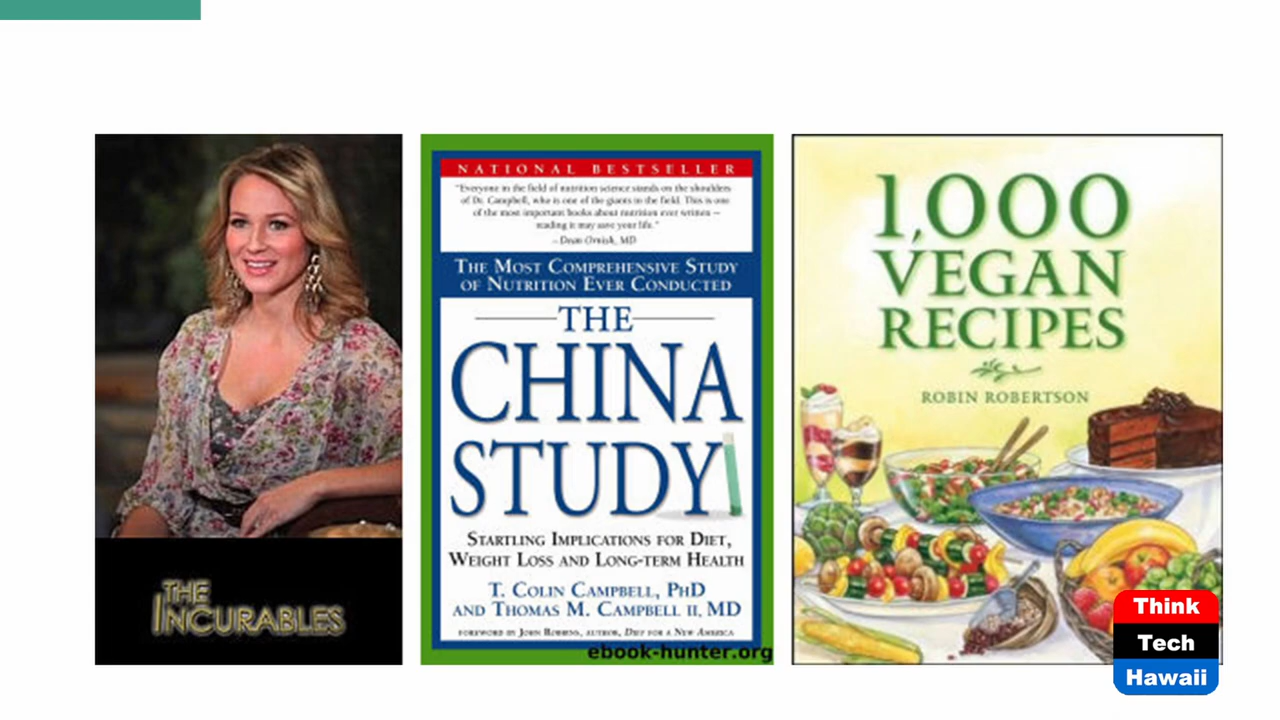 THE
INCURABLES
NATIONAL BESTSELLER
"Everyone in the field of nutrition science stands on the shoulders
of Dr. Campbell, who is one of the giants in the field. This is one
of the most important books about nutrition ever written —
reading it may save your life."
—Dean Ornish, MD
THE MOST COMPREHENSIVE STUDY
OF NUTRITION EVER CONDUCTED
THE
CHINA
STUDY
STARTLING IMPLICATIONS FOR DIET,
WEIGHT LOSS AND LONG-TERM HEALTH
T. COLIN CAMPBELL, PHD
AND THOMAS M. CAMPBELL II, MD
FOREWORD BY JOHN ROBBINS, AUTHOR, DIET FOR A NEW AMERICA
ebook-hunter.org
1,000
VEGAN
RECIPES
ROBIN ROBERTSON
Think
Tech
Hawaii